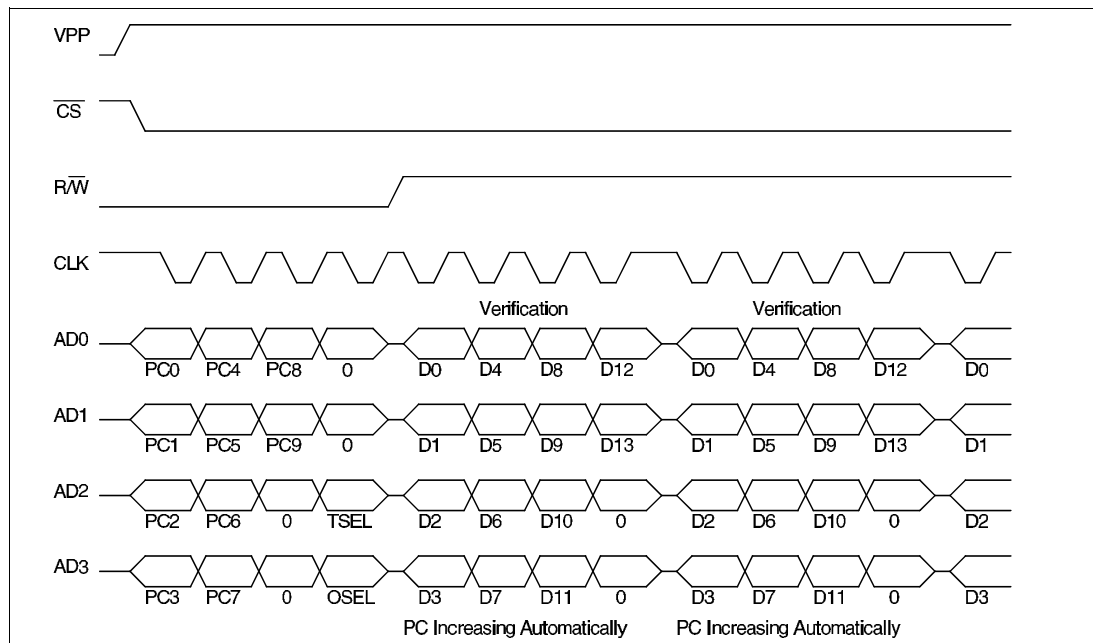 VPP
CS
R/W
CLK
Verification Verification
AD0
PC0 PC4 PC8 0 D0 D4 D8 D12 D0 D4 D8 D12 D0
AD1
PC1 PC5 PC9 0 D1 D5 D9 D13 D1 D5 D9 D13 D1
AD2
PC2 PC6 0 TSEL D2 D6 D10 0 D2 D6 D10 0 D2
AD3
PC3 PC7 0 OSEL D3 D7 D11 0 D3 D7 D11 0 D3
PC Increasing Automatically PC Increasing Automatically